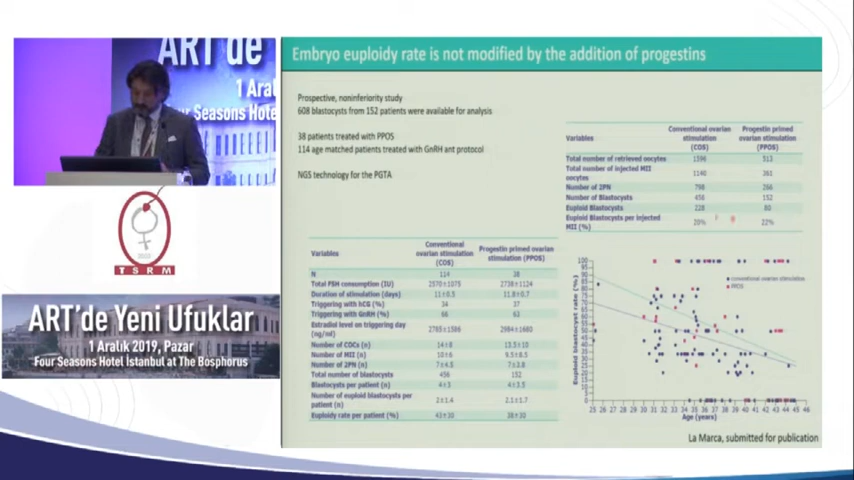 ART'de
1 Aralık
Four Seasons Hotel
TSRM
ART'de Yeni Ufuklar
1 Aralık 2019, Pazar
Four Seasons Hotel İstanbul at The Bosphorus
Embryo euploidy rate is not modified by the addition of progestins
Prospective, noninferiority study
608 blastocysts from 152 patients were available for analysis
38 patients treated with PPOS
114 age matched patients treated with GnRH ant protocol
NGS technology for the PGTA
Variables Conventional ovarian stimulation (COS) Progestin primed ovarian stimulation (PPOS)
Total number of retrieved oocytes 1596 513
Total number of injected MII oocytes 1140 361
Number of 2PN 798 266
Number of Blastocysts 456 152
Euploid Blastocysts 228 80
Euploid Blastocysts per injected MII (%) 20% 22%
Variables Conventional ovarian stimulation (COS) Progestin primed ovarian stimulation (PPOS)
N 114 38
Total FSH consumption (IU) 2570±1075 2738±1124
Duration of stimulation (days) 11±0.5 11.8±0.7
Triggering with hCG (%) 34 37
Triggering with GnRH (%) 66 63
Estradiol level on triggering day (ng/ml) 2785±1586 2984±1680
Number of COCs (n) 14±8 13.5±10
Number of MII (n) 10±6 9.5±8.5
Number of 2PN (n) 7±4.5 7±3.8
Total number of blastocysts 456 152
Blastocysts per patient (n) 4±3 4±3.5
Number of euploid blastocysts per patient (n) 2±1.4 2.1±1.7
Euploidy rate per patient (%)
Euploid blastocyst rate (%)
100
90
80
70
60
50
40
30
20
10
0
conventional ovarian stimulation
PPOS
25 26 28 29 30 31 32 33 34 35 36 37 38 39 40 41 42 43 44 45 46
Age (years)
La Marca, submitted for publication